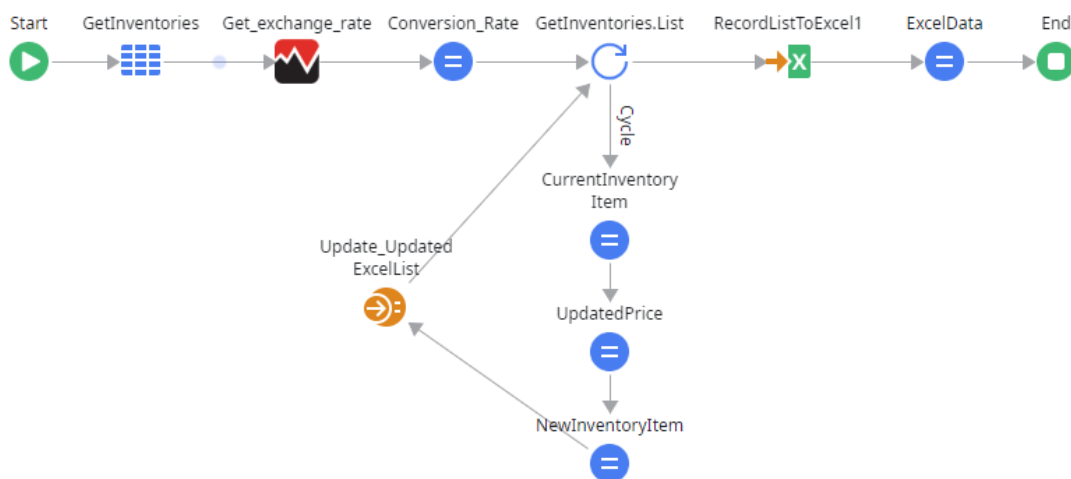 Start
GetInventories
Get_exchange_rate
Conversion_Rate
GetInventories.List
RecordListToExcel1
ExcelData
End
Cycle
CurrentInventory
Item
Update_Updated
ExcelList
UpdatedPrice
NewInventoryItem